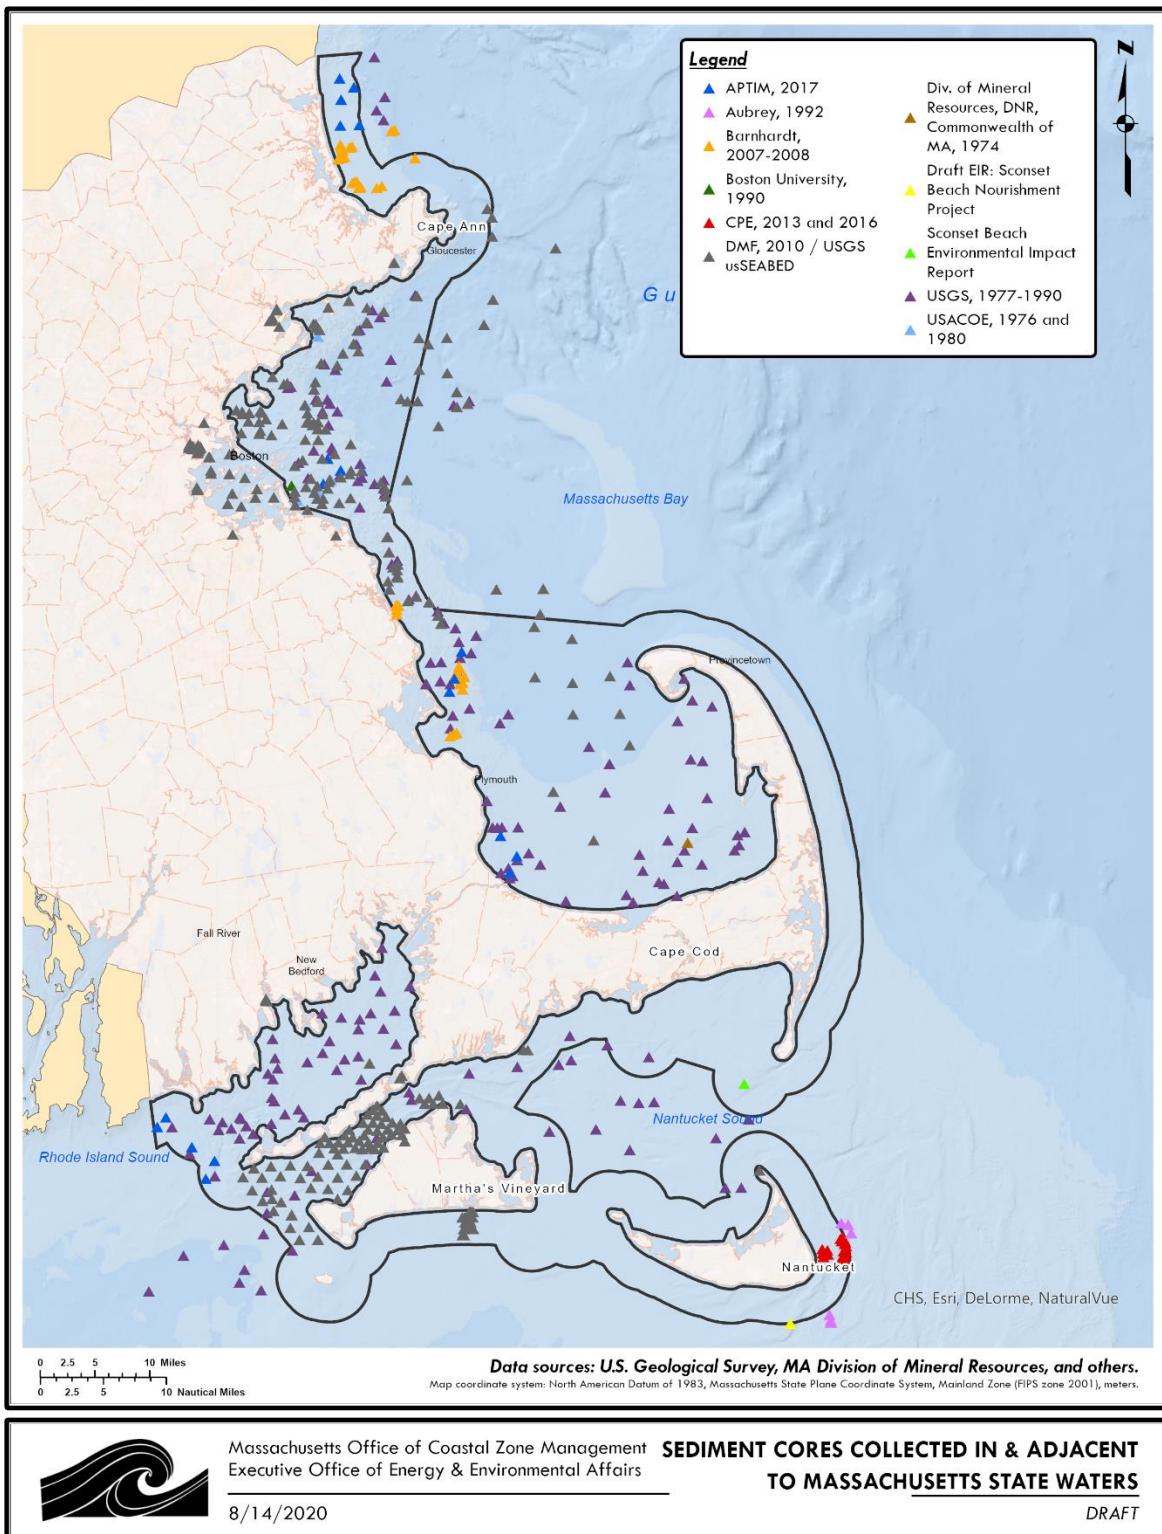 Legend
APTIM, 2017
Aubrey, 1992
Barnhardt,
2007-2008
Boston University,
1990
CPE, 2013 and 2016
DMF, 2010 / USGS
usSEABED
Div. of Mineral
Resources, DNR,
Commonwealth of
MA, 1974
Draft EIR: Sconset
Beach Nourishment
Project
Sconset Beach
Environmental Impact
Report
USGS, 1977-1990
USACOE, 1976 and
1980
N
Cape Ann
Gloucester
Gu
Boston
Massachusetts Bay
Provincetown
Plymouth
Fall River
New
Bedford
Cape Cod
Nantucket Sound
Rhode Island Sound
Martha's Vineyard
Nantucket
CHS, Esri, DeLorme, NaturalVue
0 2.5 5 10 Miles
0 2.5 5 10 Nautical Miles
Data sources: U.S. Geological Survey, MA Division of Mineral Resources, and others.
Map coordinate system: North American Datum of 1983, Massachusetts State Plane Coordinate System, Mainland Zone (FIPS zone 2001), meters.
Massachusetts Office of Coastal Zone Management
Executive Office of Energy & Environmental Affairs
8/14/2020
SEDIMENT CORES COLLECTED IN & ADJACENT
TO MASSACHUSETTS STATE WATERS
DRAFT